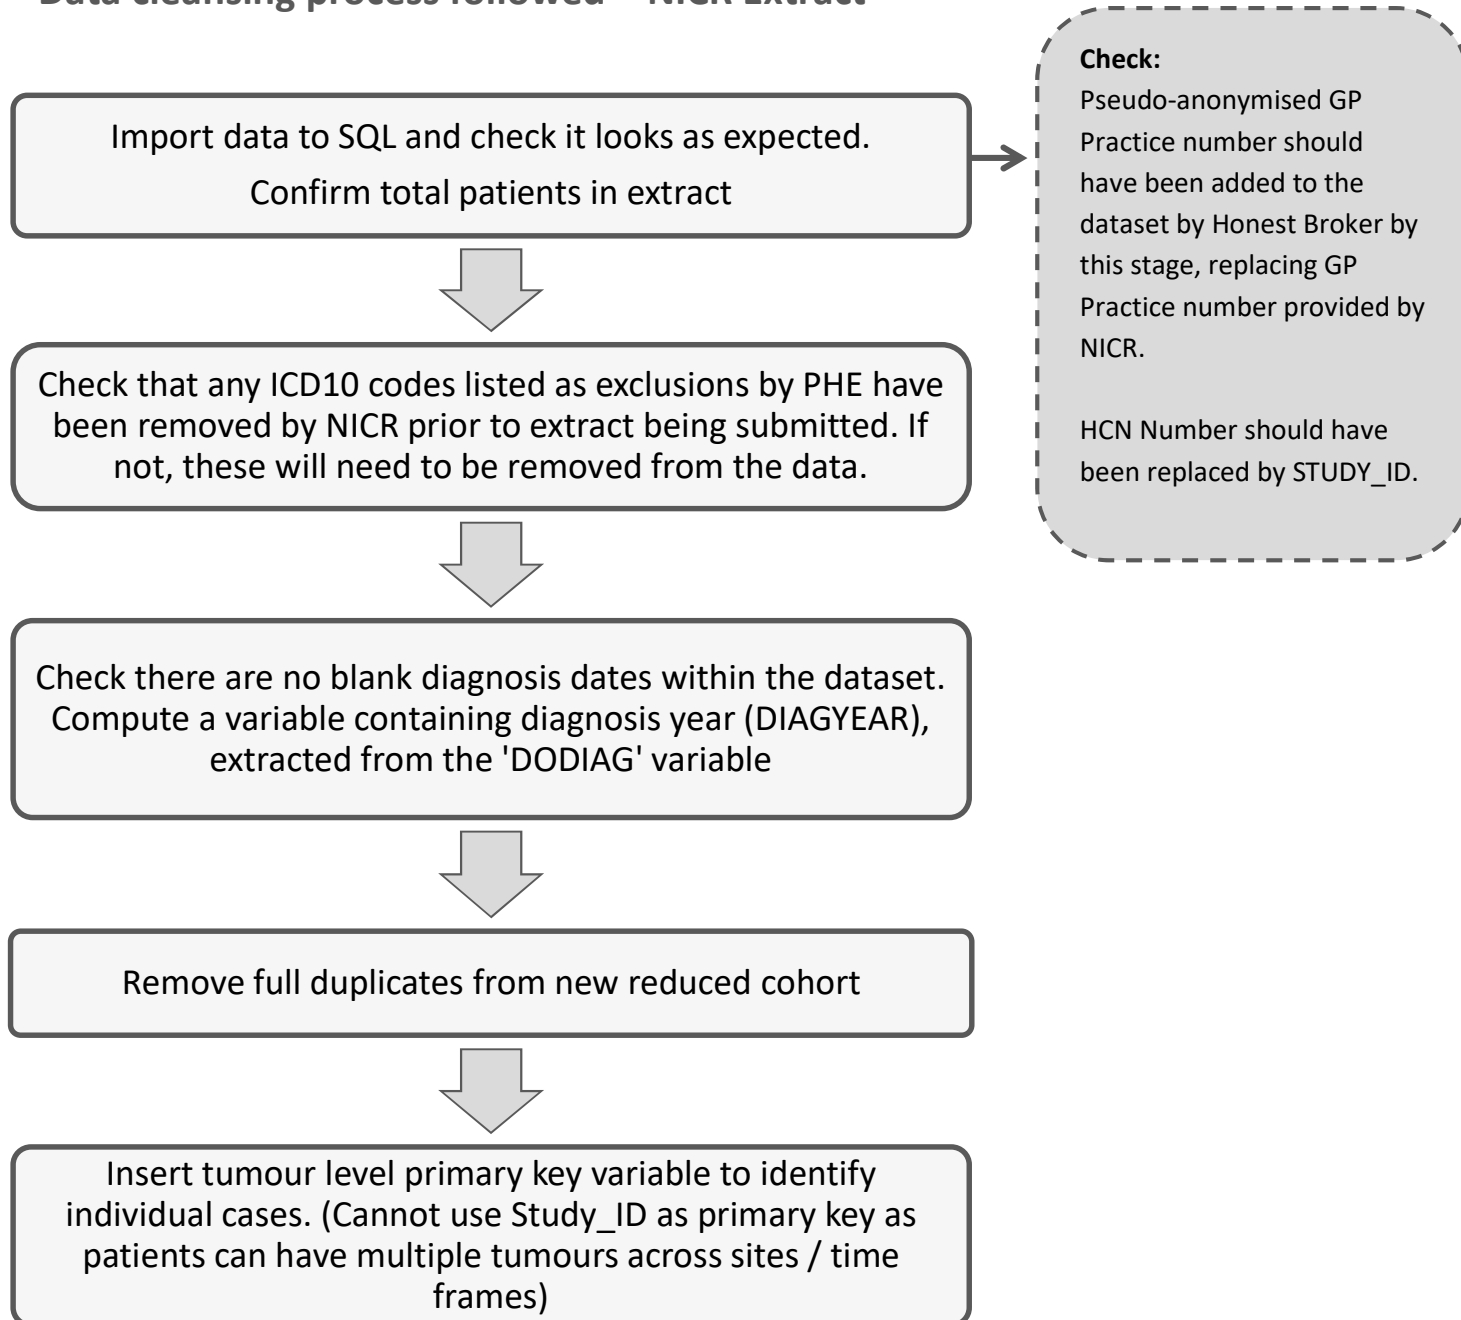 Data cleansing process followed – NICR Extract
Import data to SQL and check it looks as expected.
Confirm total patients in extract
Check:
Pseudo-anonymised GP
Practice number should
have been added to the
dataset by Honest Broker by
this stage, replacing GP
Practice number provided by
NICR.
HCN Number should have
been replaced by STUDY_ID.
Check that any ICD10 codes listed as exclusions by PHE have
been removed by NICR prior to extract being submitted. If
not, these will need to be removed from the data.
Check there are no blank diagnosis dates within the dataset.
Compute a variable containing diagnosis year (DIAGYEAR),
extracted from the 'DODIAG' variable
Remove full duplicates from new reduced cohort
Insert tumour level primary key variable to identify
individual cases. (Cannot use Study_ID as primary key as
patients can have multiple tumours across sites / time
frames)